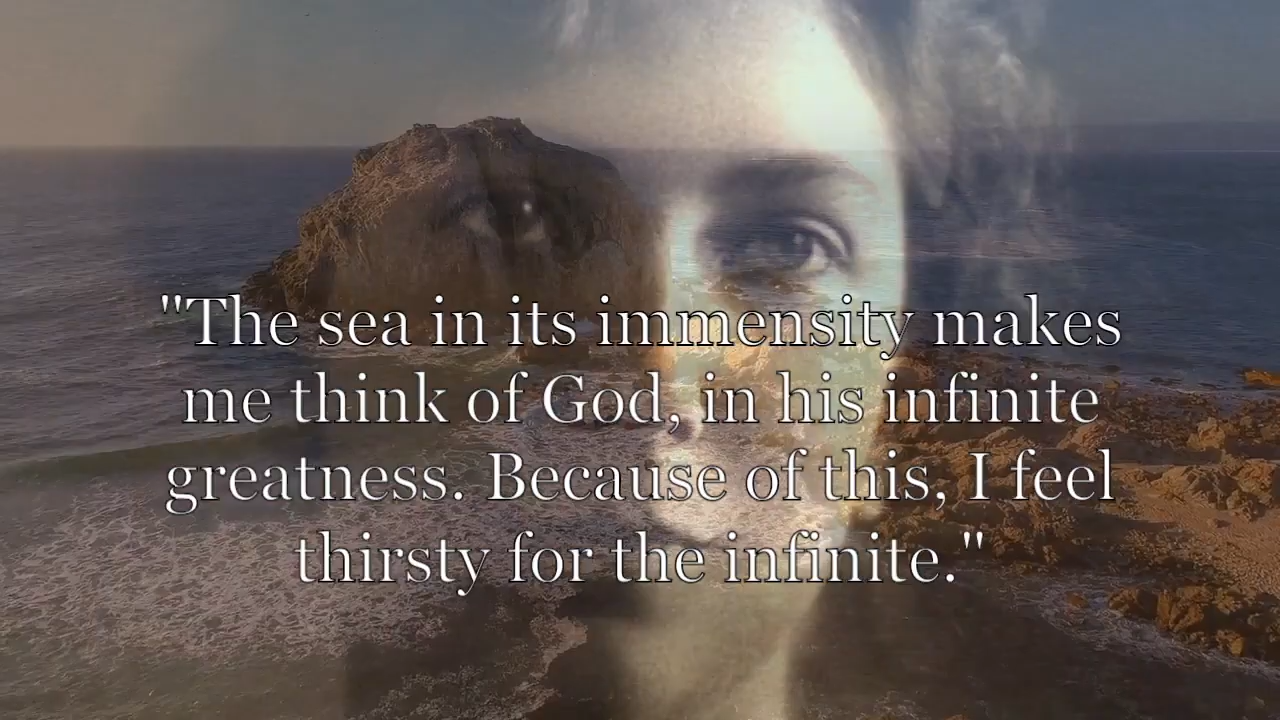 "The sea in its immensity makes
me think of God, in his infinite
greatness. Because of this, I feel
thirsty for the infinite."